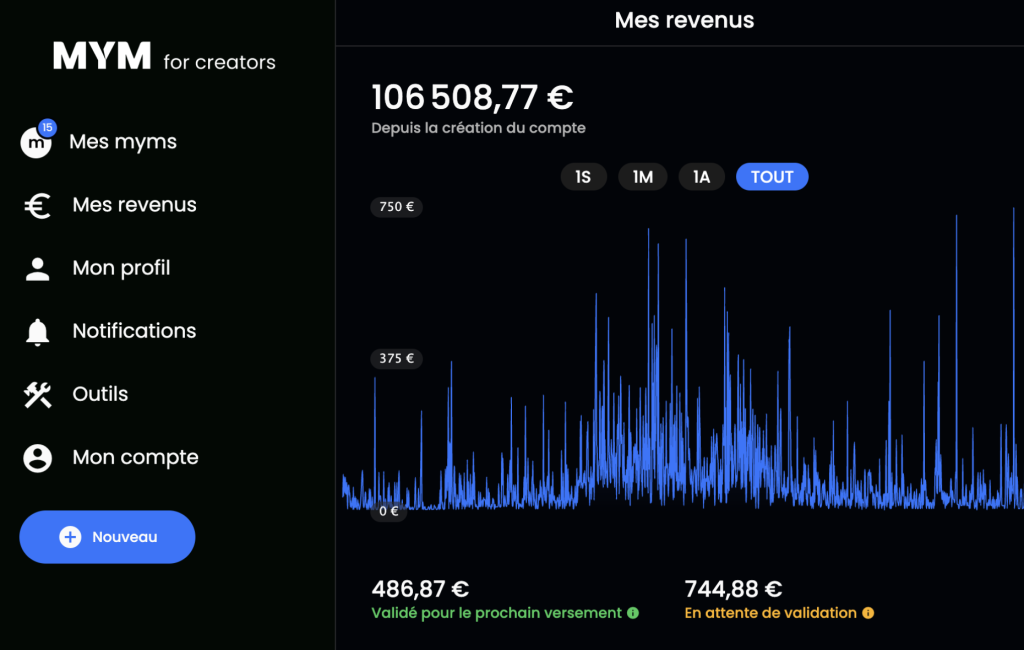 MYM for creators
15
m
Mes myms
€ Mes revenus
Mon profil
Notifications
Outils
Mon compte
Nouveau
Mes revenus
106 508,77 €
Depuis la création du compte
1S 1M 1A TOUT
750 €
375 €
0 €
486,87 € 744,88 €
Validé pour le prochain versement En attente de validation